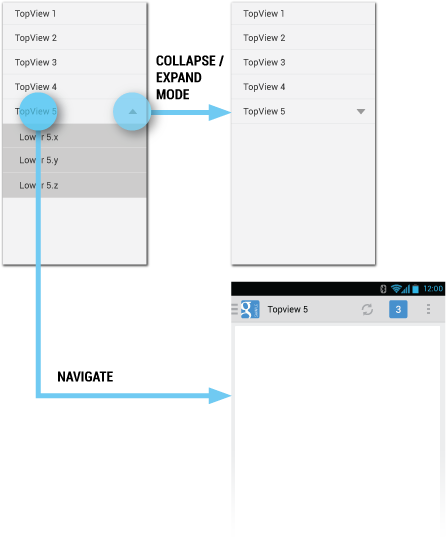 TopView 1
TopView 2
TopView 3
TopView 4
TopView 5
Lower 5.x
Lower 5.y
Lower 5.z
COLLAPSE /
EXPAND
MODE
TopView 1
TopView 2
TopView 3
TopView 4
TopView 5
NAVIGATE
12:00
g Topview 5 3